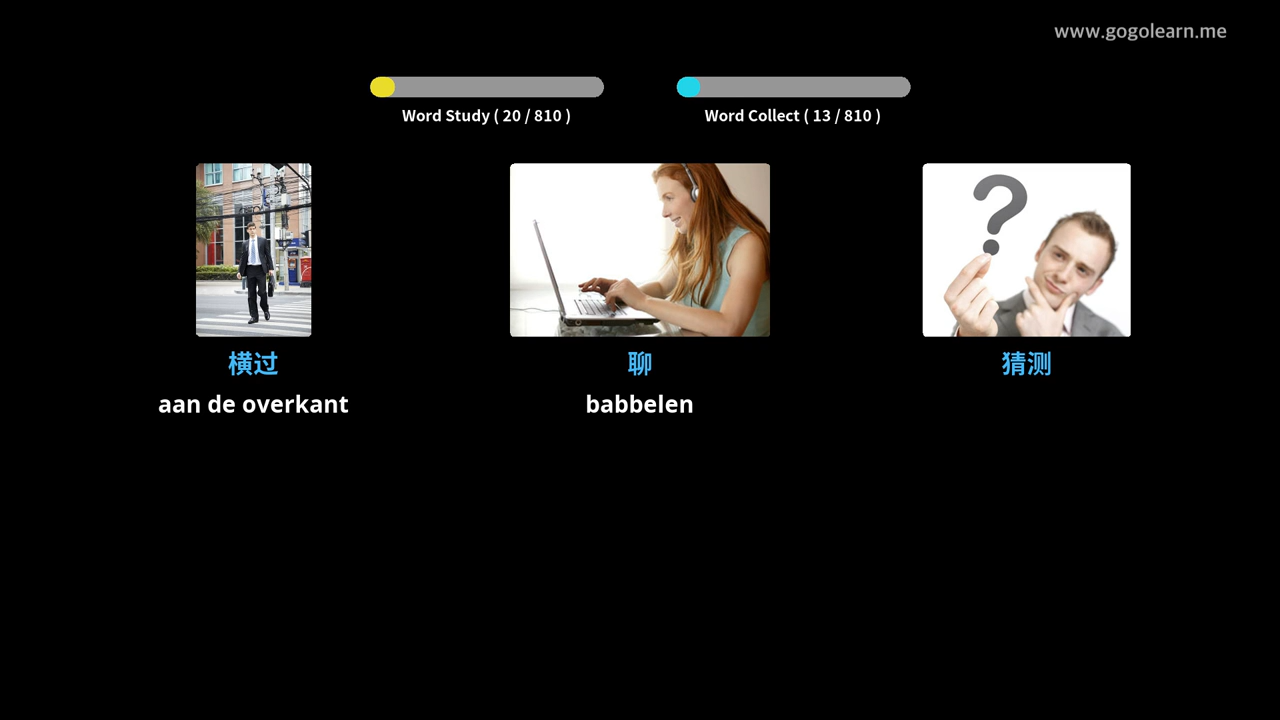 www.gogolearn.me
Word Study ( 20 / 810 )
Word Collect ( 13 / 810 )
横过
聊
猜测
aan de overkant
babbelen